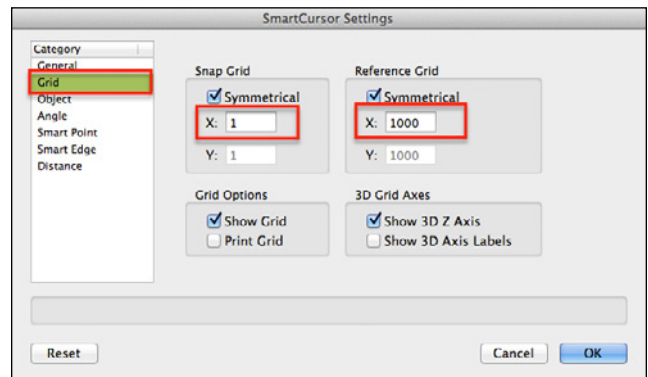 SmartCursor Settings
Category
General
Grid
Object
Angle
Smart Point
Smart Edge
Distance
Snap Grid
Symmetrical
X: 1
Y: 1
Reference Grid
Symmetrical
X: 1000
Y: 1000
Grid Options
Show Grid
Print Grid
3D Grid Axes
Show 3D Z Axis
Show 3D Axis Labels
Reset
Cancel
OK